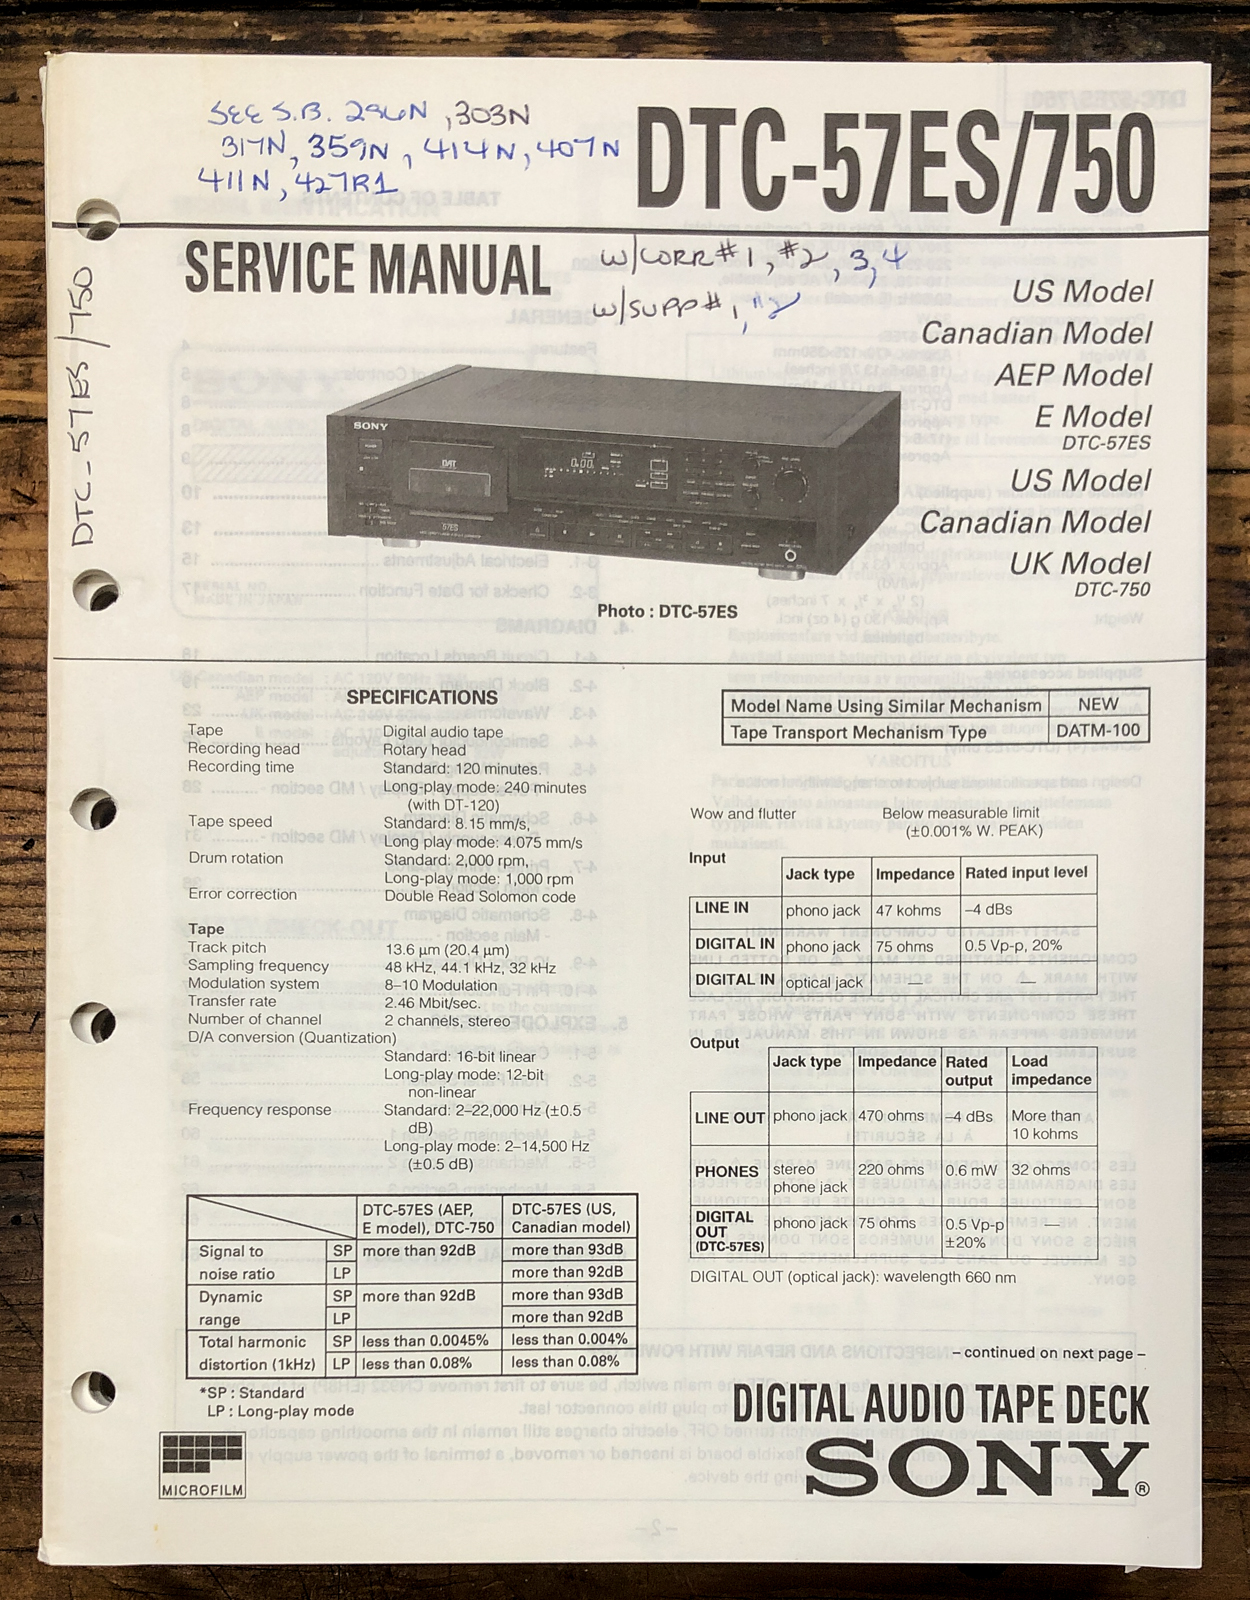 SEE S.B. 296N, 303N
317N, 359N, 414N, 407N
411N, 427R1
DTC-57ES/750
DTC-57ES/750
SERVICE MANUAL
W/CORR #1, #2, 3, 4
W/SUPP #1, "2
US Model
Canadian Model
AEP Model
E Model
DTC-57ES
US Model
Canadian Model
UK Model
DTC-750
SONY
DAT
57ES
Photo : DTC-57ES
SPECIFICATIONS
Tape Digital audio tape
Recording head Rotary head
Recording time Standard: 120 minutes.
Long-play mode: 240 minutes
(with DT-120)
Tape speed Standard: 8.15 mm/s,
Long play mode: 4.075 mm/s
Drum rotation Standard: 2,000 rpm,
Long-play mode: 1,000 rpm
Error correction Double Read Solomon code
Tape
Track pitch 13.6 µm (20.4 µm)
Sampling frequency 48 kHz, 44.1 kHz, 32 kHz
Modulation system 8–10 Modulation
Transfer rate 2.46 Mbit/sec.
Number of channel 2 channels, stereo
D/A conversion (Quantization)
Standard: 16-bit linear
Long-play mode: 12-bit
non-linear
Frequency response Standard: 2–22,000 Hz (±0.5
dB)
Long-play mode: 2–14,500 Hz
(±0.5 dB)
DTC-57ES (AEP, DTC-57ES (US,
E model), DTC-750 Canadian model)
Signal to SP more than 92dB more than 93dB
noise ratio LP more than 92dB
Dynamic SP more than 92dB more than 93dB
range LP more than 92dB
Total harmonic SP less than 0.0045% less than 0.004%
distortion (1kHz) LP less than 0.08% less than 0.08%
*SP : Standard
LP : Long-play mode
MICROFILM
Model Name Using Similar Mechanism NEW
Tape Transport Mechanism Type DATM-100
Wow and flutter Below measurable limit
(±0.001% W. PEAK)
Input
Jack type Impedance Rated input level
LINE IN phono jack 47 kohms –4 dBs
DIGITAL IN phono jack 75 ohms 0.5 Vp-p, 20%
DIGITAL IN optical jack — —
Output
Jack type Impedance Rated Load
output impedance
LINE OUT phono jack 470 ohms –4 dBs More than
10 kohms
PHONES stereo 220 ohms 0.6 mW 32 ohms
phone jack
DIGITAL phono jack 75 ohms 0.5 Vp-p —
OUT ±20%
(DTC-57ES)
DIGITAL OUT (optical jack): wavelength 660 nm
– continued on next page –
DIGITAL AUDIO TAPE DECK
SONY®